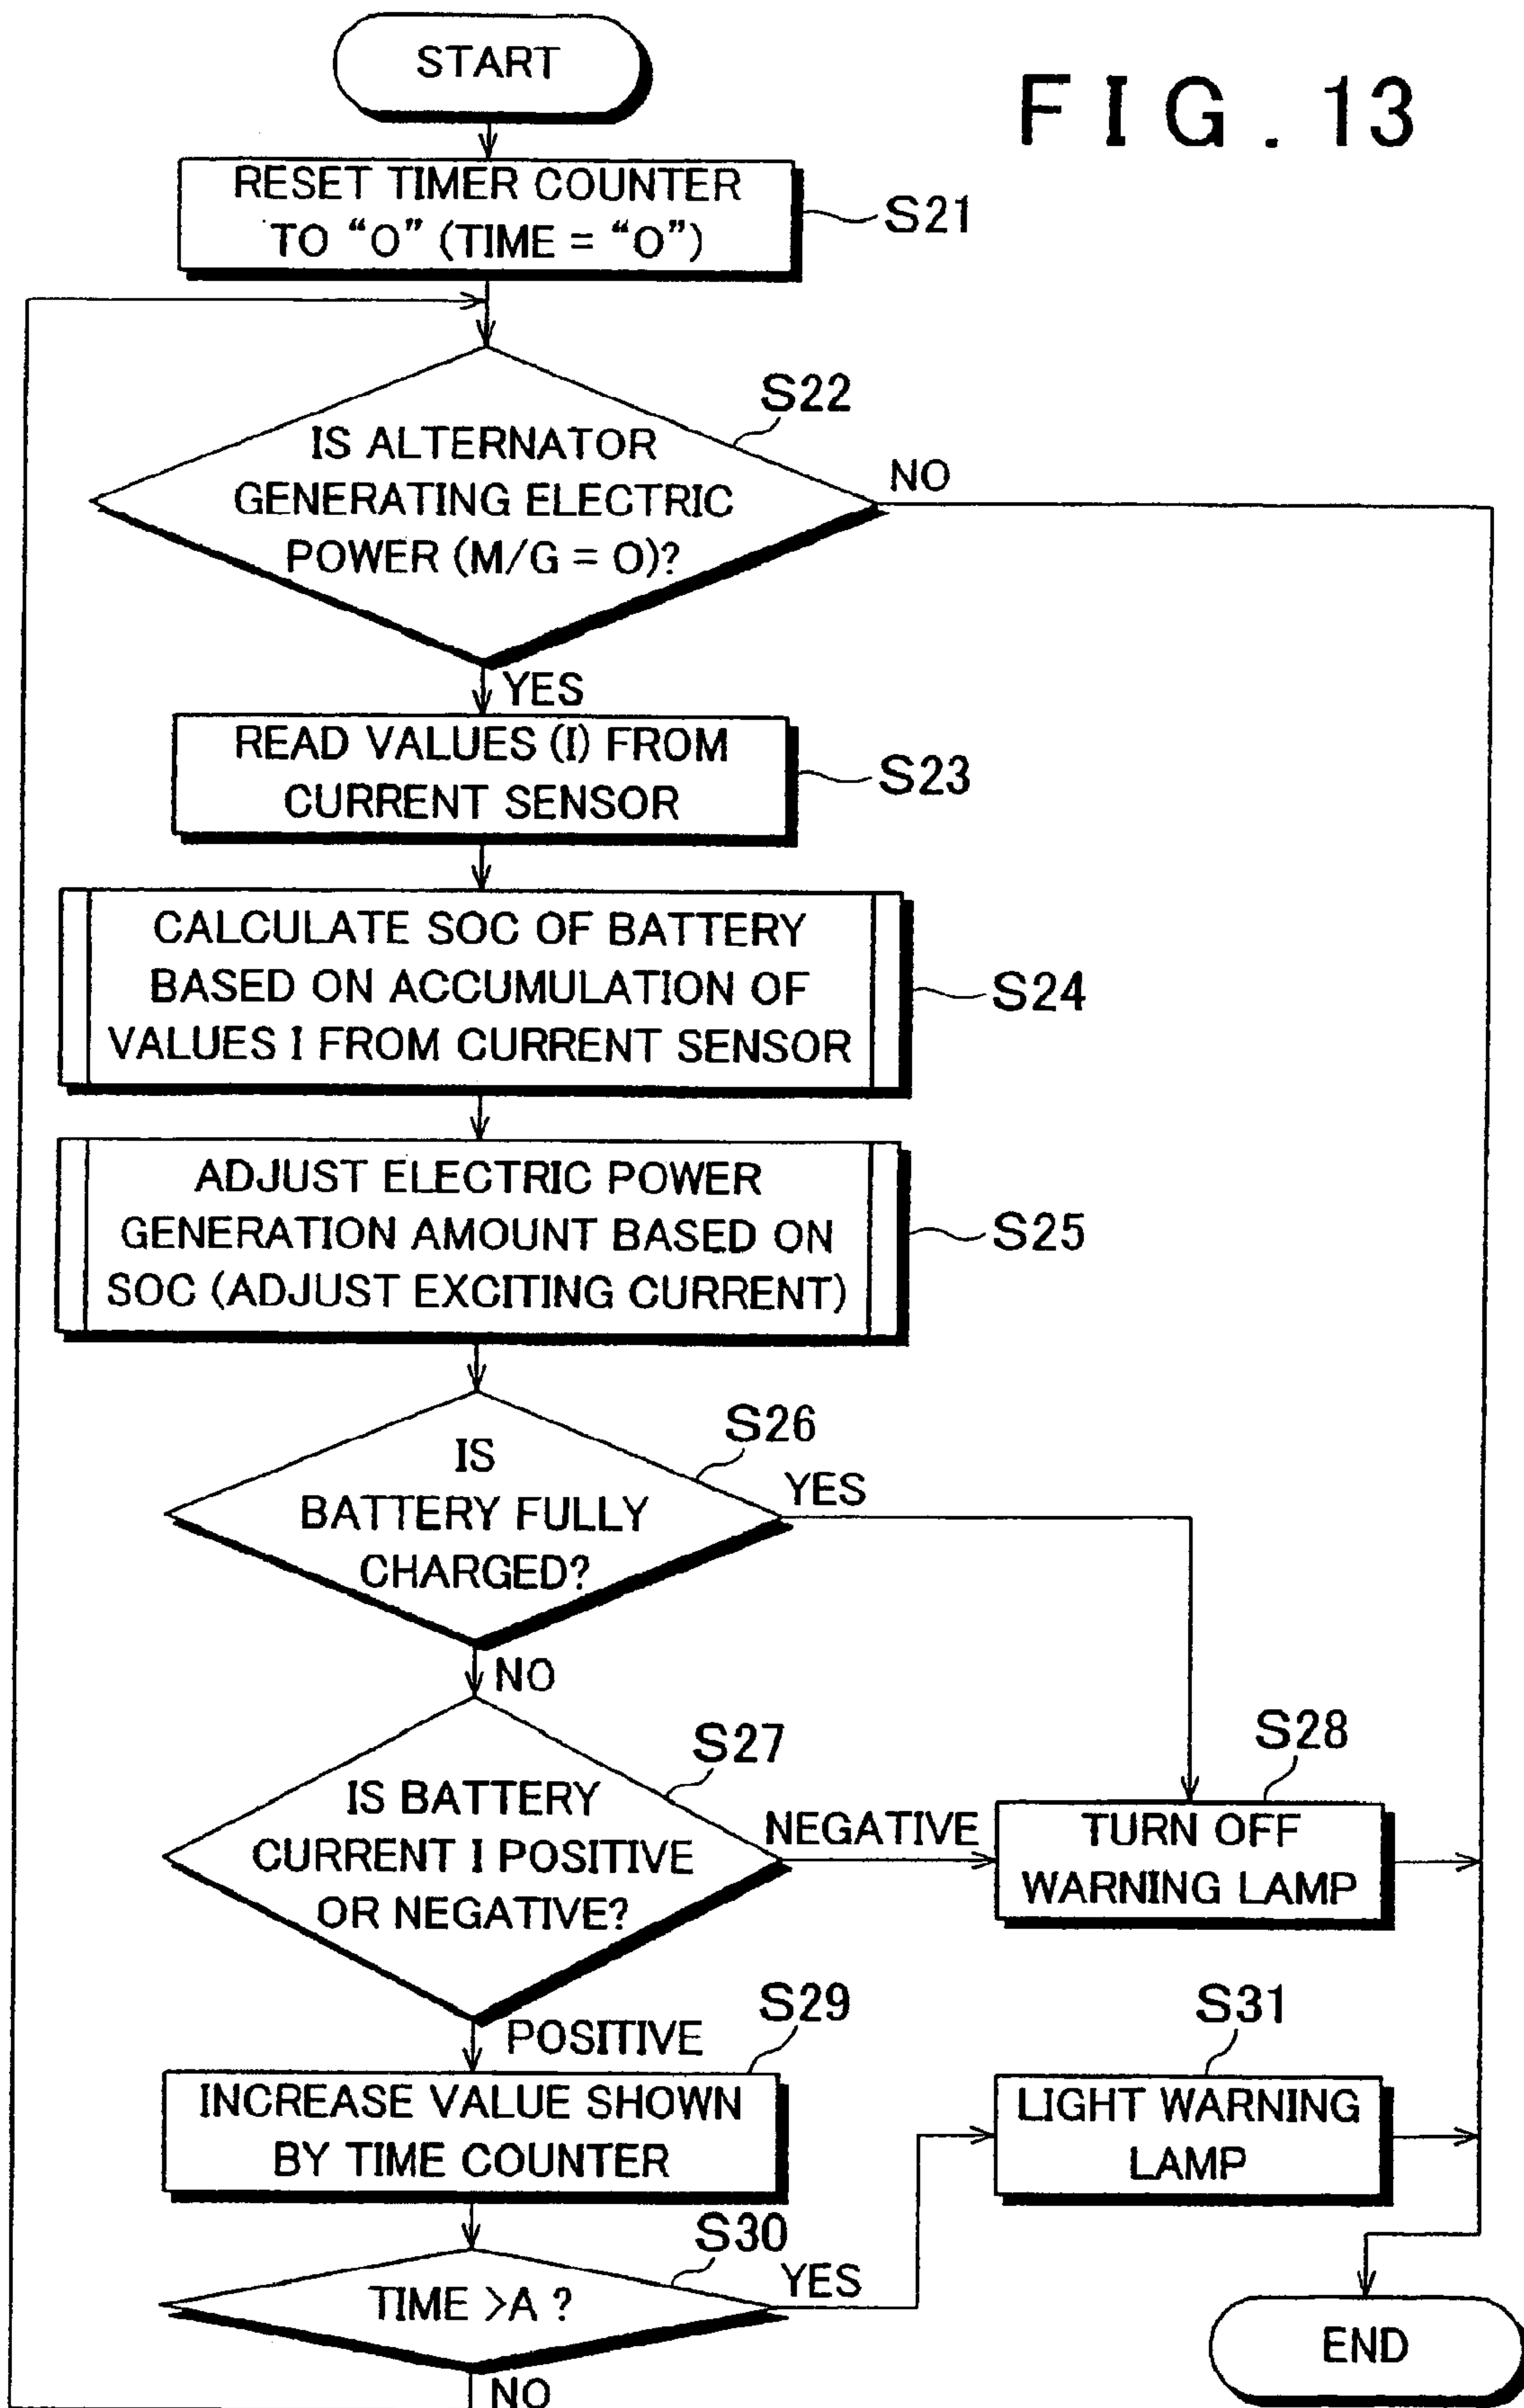 START
FIG. 13
RESET TIMER COUNTER
TO “0” (TIME = “0”)
S21
S22
IS ALTERNATOR
GENERATING ELECTRIC
POWER (M/G = 0)?
NO
YES
READ VALUES (I) FROM
CURRENT SENSOR
S23
CALCULATE SOC OF BATTERY
BASED ON ACCUMULATION OF
VALUES I FROM CURRENT SENSOR
S24
ADJUST ELECTRIC POWER
GENERATION AMOUNT BASED ON
SOC (ADJUST EXCITING CURRENT)
S25
S26
IS
BATTERY FULLY
CHARGED?
YES
NO
S27
IS BATTERY
CURRENT I POSITIVE
OR NEGATIVE?
NEGATIVE
S28
TURN OFF
WARNING LAMP
POSITIVE
S29
INCREASE VALUE SHOWN
BY TIME COUNTER
S31
LIGHT WARNING
LAMP
S30
TIME >A ?
YES
NO
END